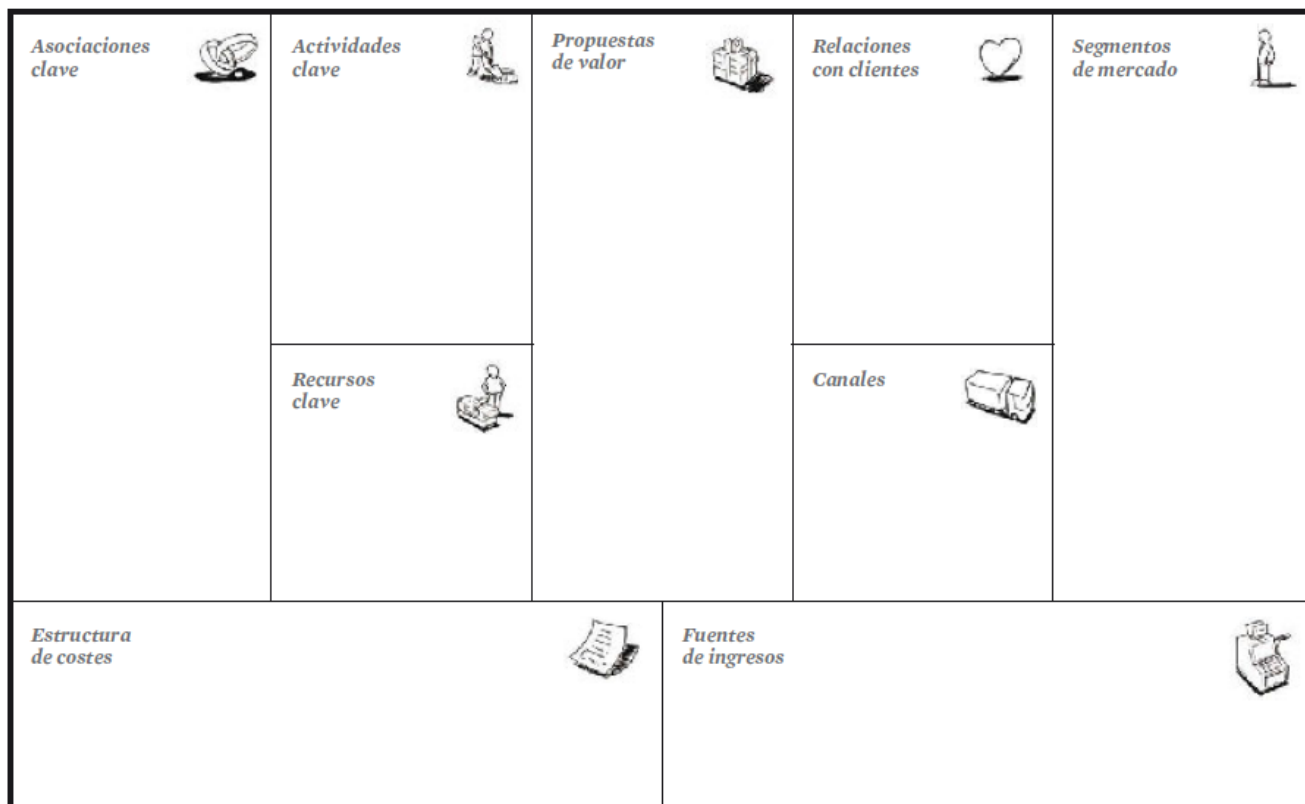 Asociaciones
clave
Actividades
clave
Propuestas
de valor
Relaciones
con clientes
Segmentos
de mercado
Recursos
clave
Canales
Estructura
de costes
Fuentes
de ingresos